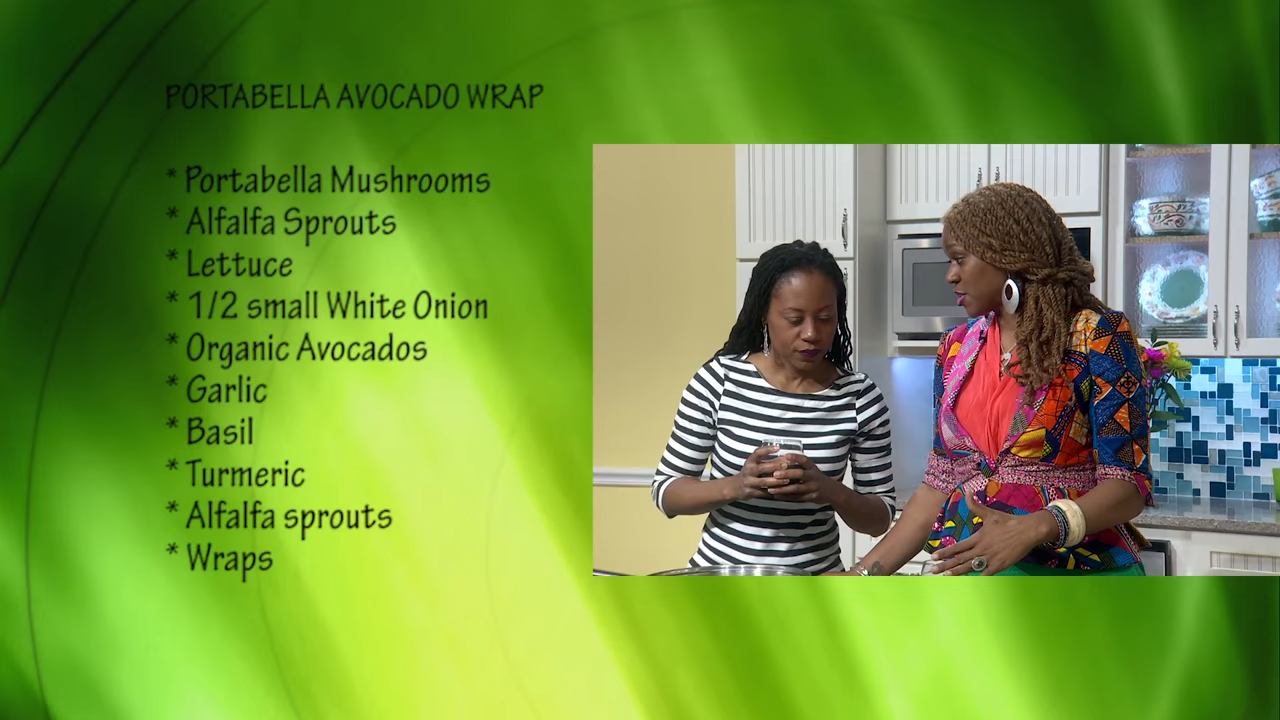 PORTABELLA AVOCADO WRAP
* Portabella Mushrooms
* Alfalfa Sprouts
* Lettuce
* 1/2 small White Onion
* Organic Avocados
* Garlic
* Basil
* Turmeric
* Alfalfa sprouts
* Wraps